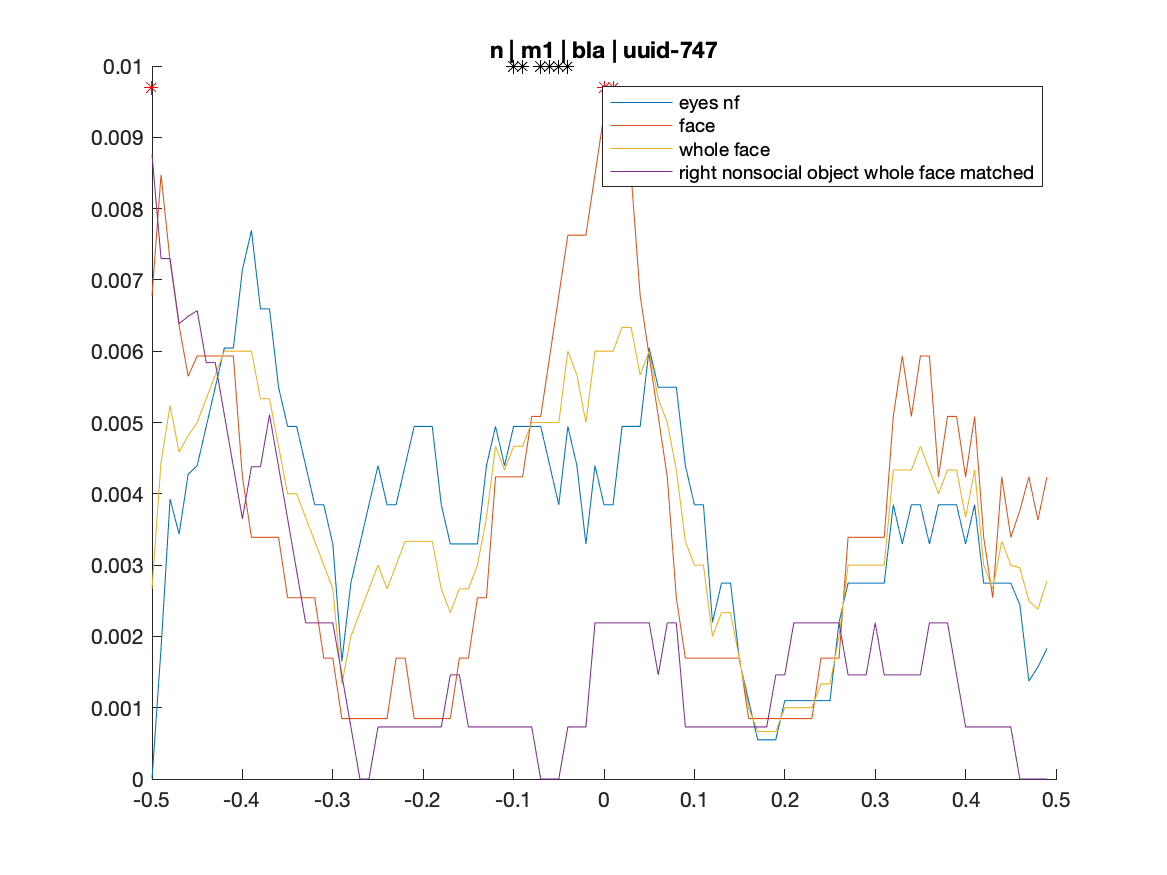 n | m1 | bla | uuid-747
0.01
0.009
0.008
0.007
0.006
0.005
0.004
0.003
0.002
0.001
0
-0.5 -0.4 -0.3 -0.2 -0.1 0 0.1 0.2 0.3 0.4 0.5
eyes nf
face
whole face
right nonsocial object whole face matched